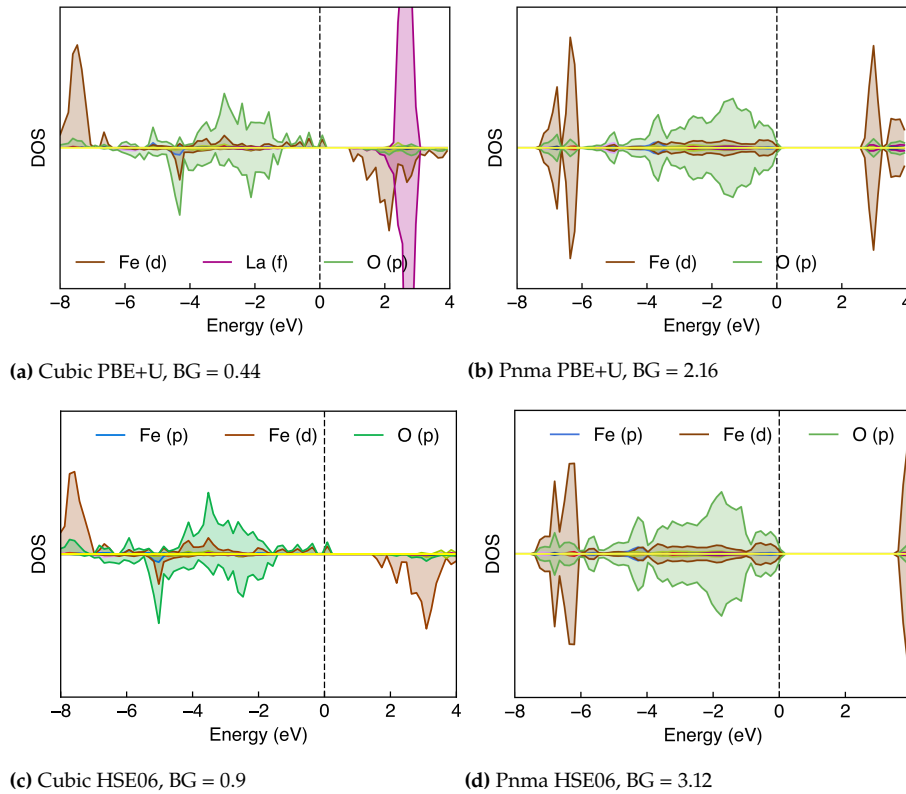 DOS
Fe (d) La (f) O (p)
−8 −6 −4 −2 0 2 4
Energy (eV)
(a) Cubic PBE+U, BG = 0.44
DOS
Fe (d) O (p)
−8 −6 −4 −2 0 2 4
Energy (eV)
(b) Pnma PBE+U, BG = 2.16
DOS
Fe (p) Fe (d) O (p)
−8 −6 −4 −2 0 2 4
Energy (eV)
(c) Cubic HSE06, BG = 0.9
DOS
Fe (p) Fe (d) O (p)
−8 −6 −4 −2 0 2
Energy (eV)
(d) Pnma HSE06, BG = 3.12